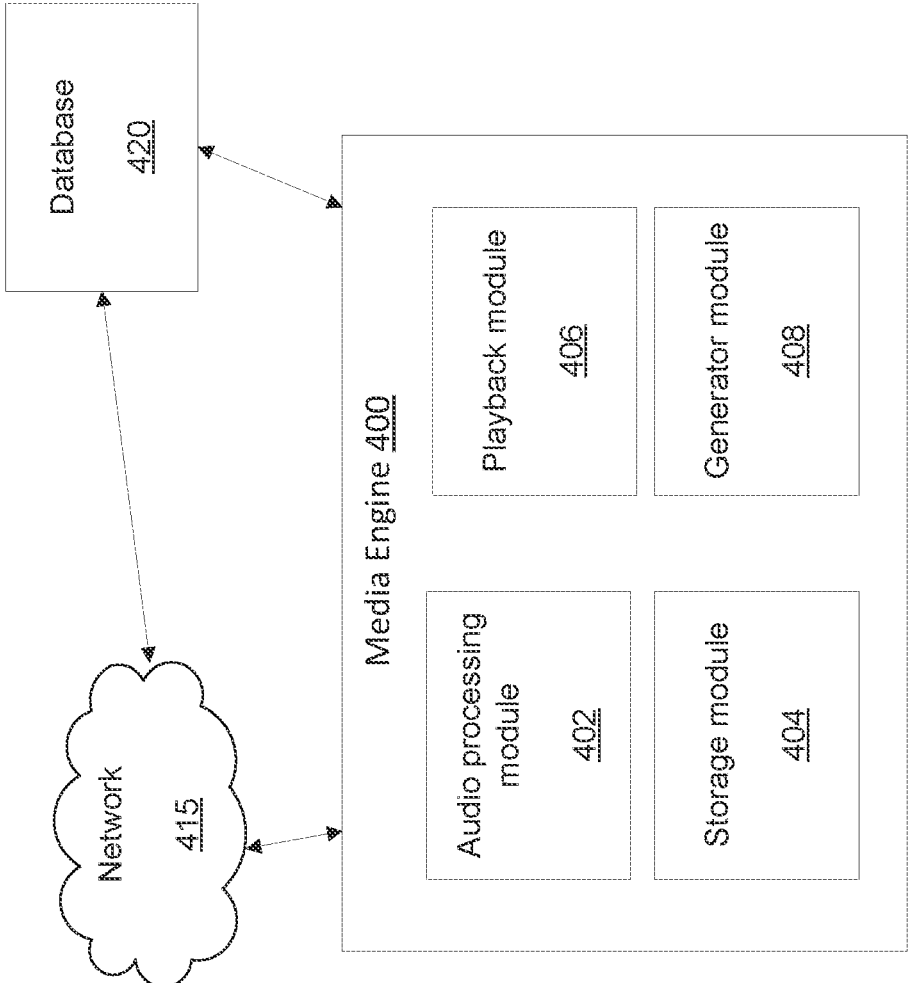 Network
415
Database
420
Media Engine 400
Audio processing
module
402
Playback module
406
Storage module
404
Generator module
408